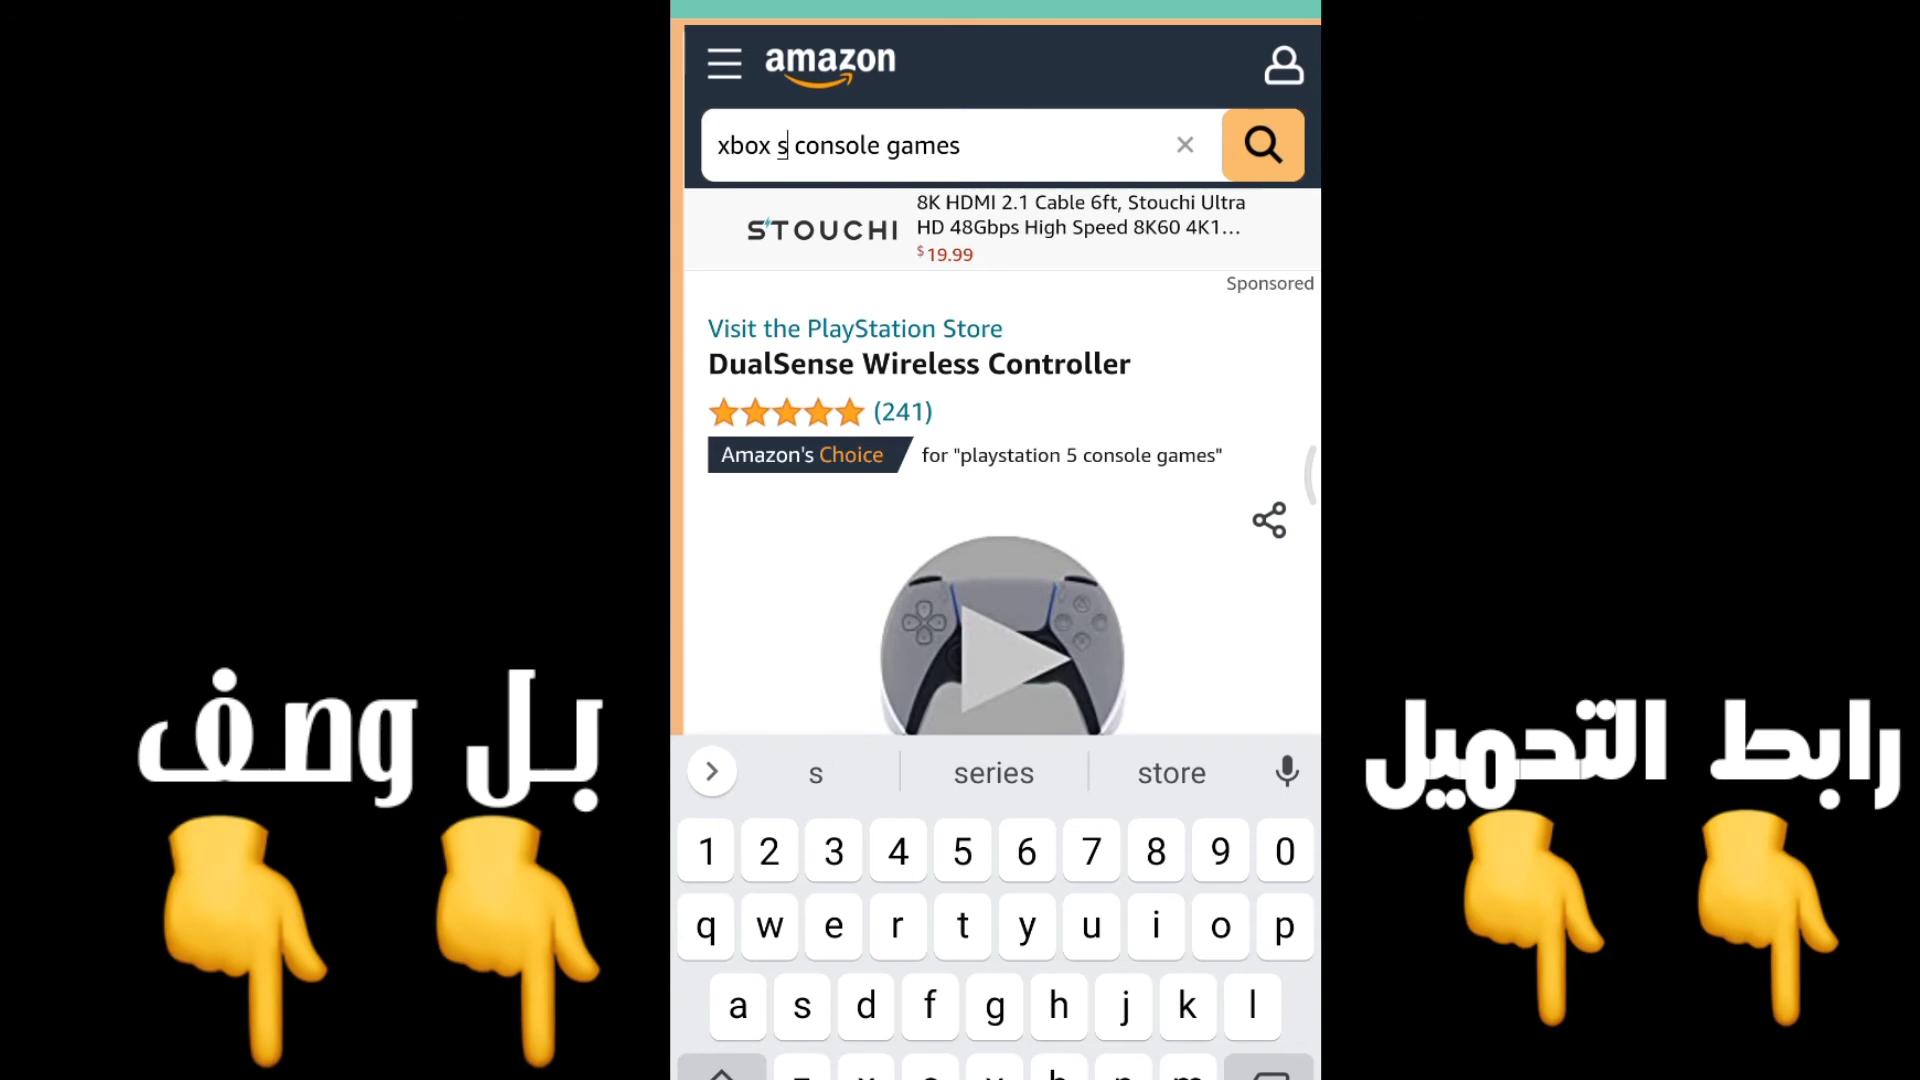 amazon
xbox s console games
STOUCHI
8K HDMI 2.1 Cable 6ft, Stouchi Ultra
HD 48Gbps High Speed 8K60 4K1...
$19.99
Sponsored
Visit the PlayStation Store
DualSense Wireless Controller
(241)
Amazon's Choice for "playstation 5 console games"
رابط التحميل
بل وصف
s series store
1 2 3 4 5 6 7 8 9 0
q w e r t y u i o p
a s d f g h j k l